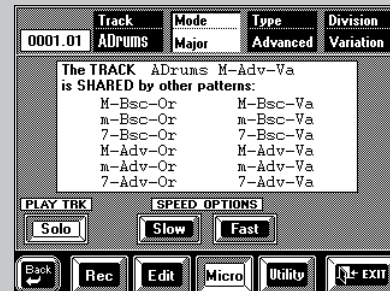 Track Mode Type Division
0001.01 ADrums Major Advanced Variation
The TRACK ADrums M-Adv-Va
is SHARED by other patterns:
M-Bsc-Or M-Bsc-Va
m-Bsc-Or m-Bsc-Va
7-Bsc-Or 7-Bsc-Va
M-Adv-Or M-Adv-Va
m-Adv-Or m-Adv-Va
7-Adv-Or 7-Adv-Va
PLAY TRK SPEED OPTIONS
Solo Slow Fast
Back Rec Edit Micro Utility EXIT